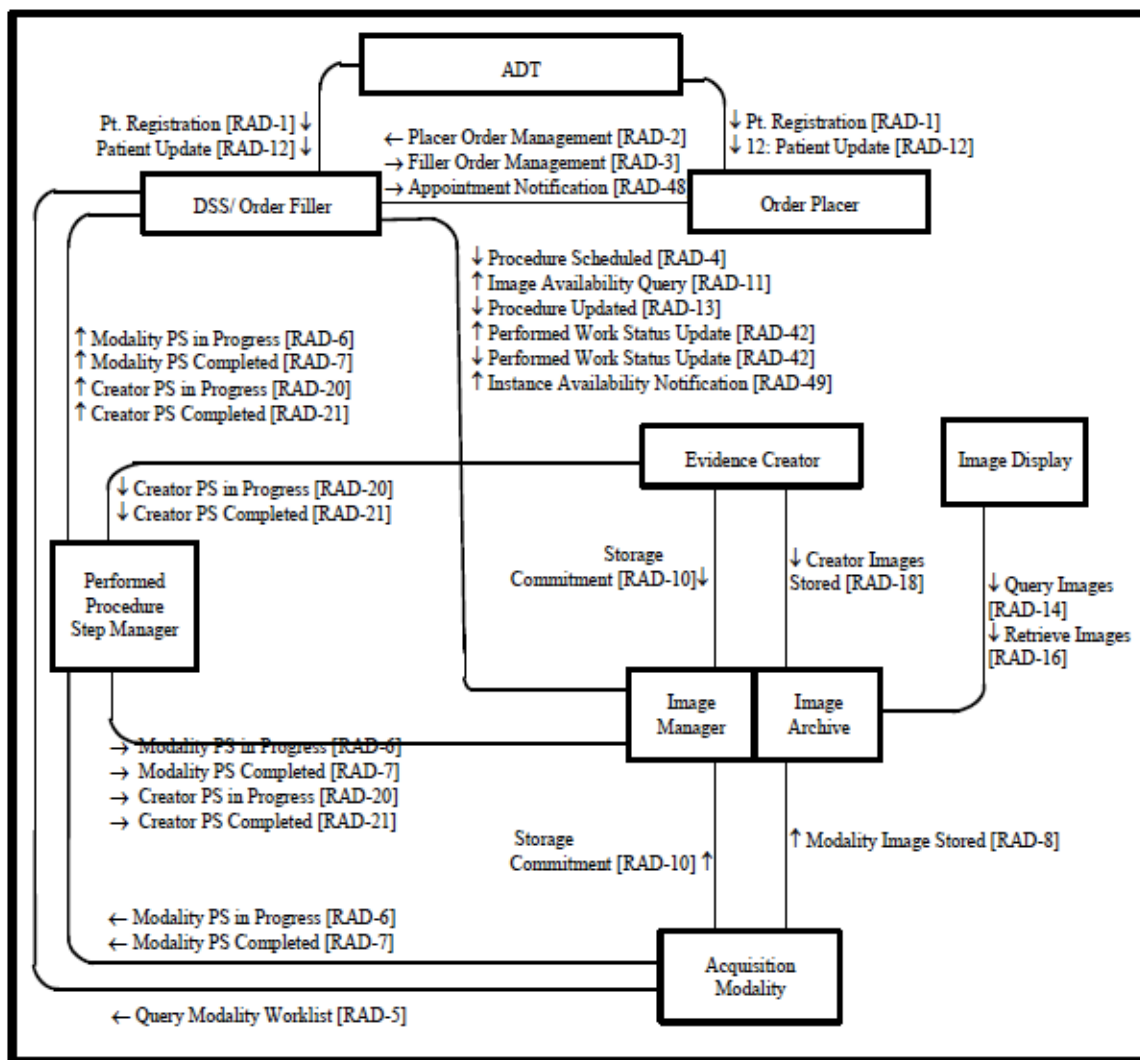 ADT
Pt. Registration [RAD-1] ↓
Patient Update [RAD-12] ↓
← Placer Order Management [RAD-2]
→ Filler Order Management [RAD-3]
→ Appointment Notification [RAD-48
↓ Pt. Registration [RAD-1]
↓ 12: Patient Update [RAD-12]
DSS/ Order Filler
Order Placer
↓ Procedure Scheduled [RAD-4]
↑ Image Availability Query [RAD-11]
↓ Procedure Updated [RAD-13]
↑ Performed Work Status Update [RAD-42]
↓ Performed Work Status Update [RAD-42]
↑ Instance Availability Notification [RAD-49]
↑ Modality PS in Progress [RAD-6]
↑ Modality PS Completed [RAD-7]
↑ Creator PS in Progress [RAD-20]
↑ Creator PS Completed [RAD-21]
Evidence Creator
Image Display
↓ Creator PS in Progress [RAD-20]
↓ Creator PS Completed [RAD-21]
Storage
Commitment [RAD-10]↓
↓ Creator Images
Stored [RAD-18]
↓ Query Images
[RAD-14]
↓ Retrieve Images
[RAD-16]
Performed
Procedure
Step Manager
Image
Manager
Image
Archive
→ Modality PS in Progress [RAD-6]
→ Modality PS Completed [RAD-7]
→ Creator PS in Progress [RAD-20]
→ Creator PS Completed [RAD-21]
Storage
Commitment [RAD-10] ↑
↑ Modality Image Stored [RAD-8]
← Modality PS in Progress [RAD-6]
← Modality PS Completed [RAD-7]
Acquisition
Modality
← Query Modality Worklist [RAD-5]